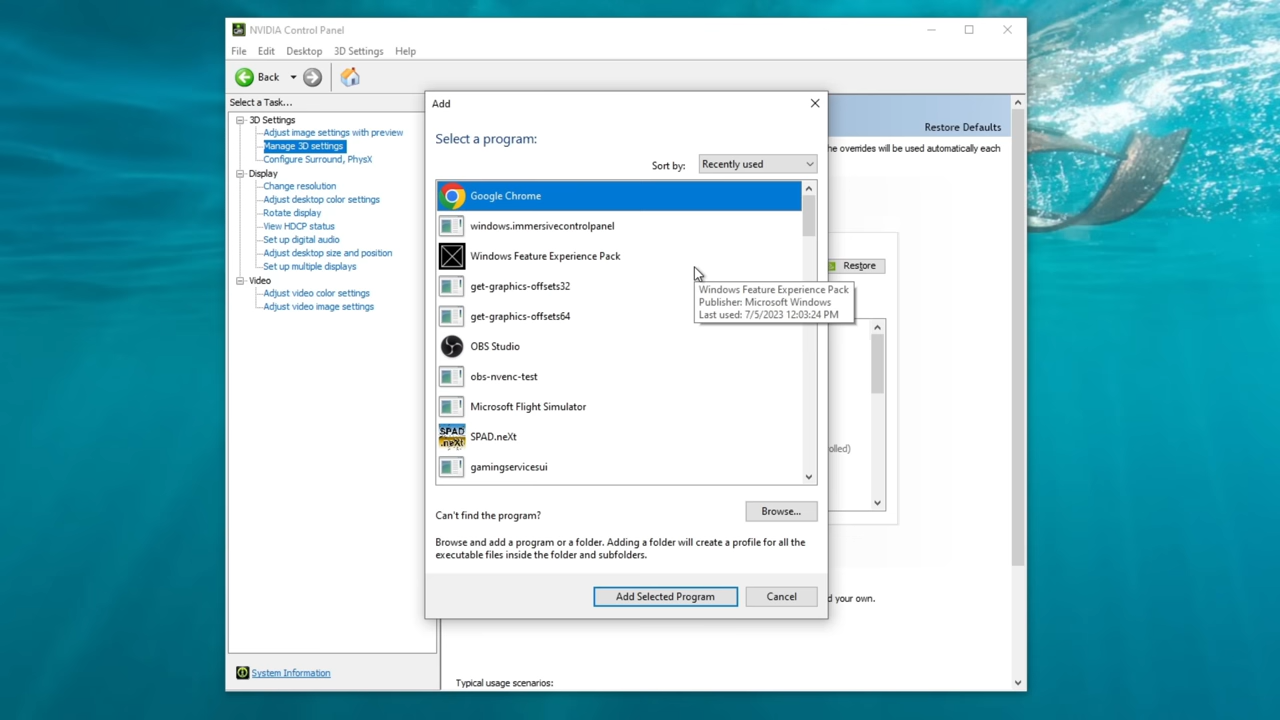 NVIDIA Control Panel
File Edit Desktop 3D Settings Help
Back
Select a Task...
3D Settings
Adjust image settings with preview
Manage 3D settings
Configure Surround, PhysX
Display
Change resolution
Adjust desktop color settings
Rotate display
View HDCP status
Set up digital audio
Adjust desktop size and position
Set up multiple displays
Video
Adjust video color settings
Adjust video image settings
System Information
Add
Select a program:
Sort by: Recently used
Google Chrome
windows.immersivecontrolpanel
Windows Feature Experience Pack
get-graphics-offsets32
get-graphics-offsets64
OBS Studio
obs-nvenc-test
Microsoft Flight Simulator
SPAD.neXt
SPAD.neXt
gamingservicesui
Windows Feature Experience Pack
Publisher: Microsoft Windows
Last used: 7/5/2023 12:03:24 PM
Can't find the program?
Browse...
Browse and add a program or a folder. Adding a folder will create a profile for all the
executable files inside the folder and subfolders.
Add Selected Program Cancel
Restore Defaults
he overrides will be used automatically each
Restore
olled)
d your own.
Typical usage scenarios: